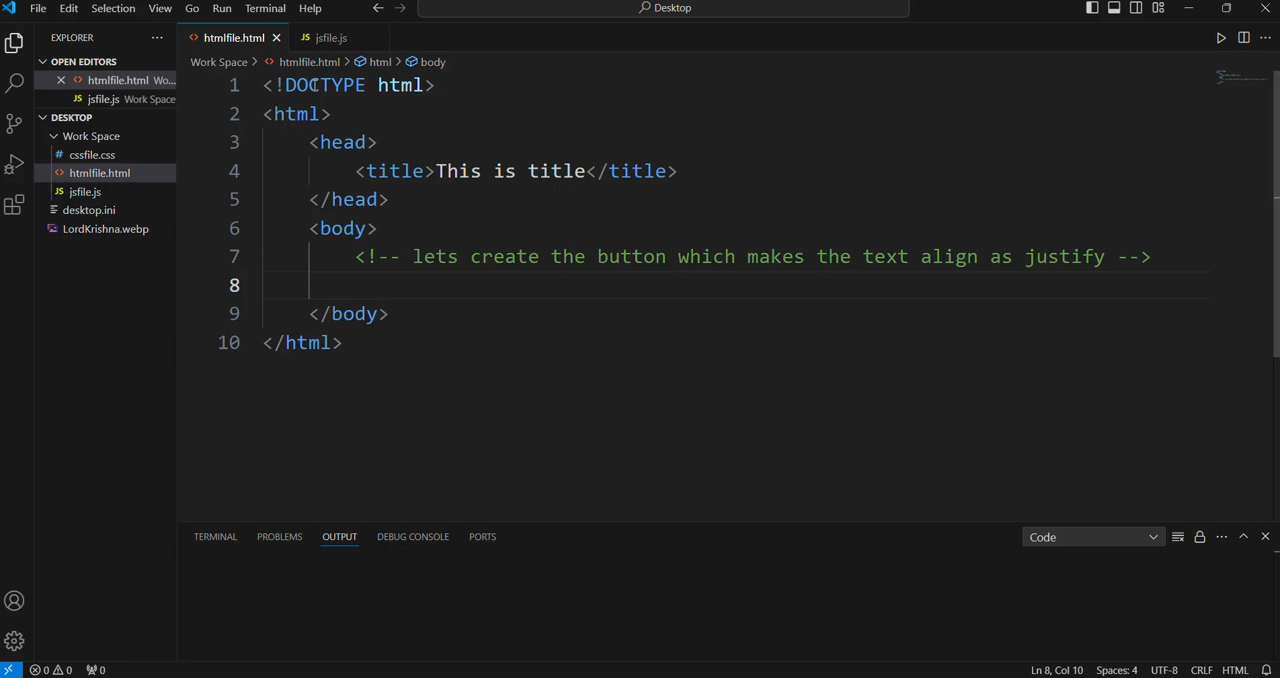 File Edit Selection View Go Run Terminal Help
Desktop
EXPLORER
OPEN EDITORS
htmlfile.html Wo...
JS jsfile.js Work Space
DESKTOP
Work Space
# cssfile.css
<> htmlfile.html
JS jsfile.js
desktop.ini
LordKrishna.webp
<> htmlfile.html
JS jsfile.js
Work Space > <> htmlfile.html > html > body
1 <!DOCTYPE html>
2 <html>
3 <head>
4 <title>This is title</title>
5 </head>
6 <body>
7 <!-- lets create the button which makes the text align as justify -->
8
9 </body>
10 </html>
TERMINAL PROBLEMS OUTPUT DEBUG CONSOLE PORTS
Code
0 0 0
Ln 8, Col 10 Spaces: 4 UTF-8 CRLF HTML